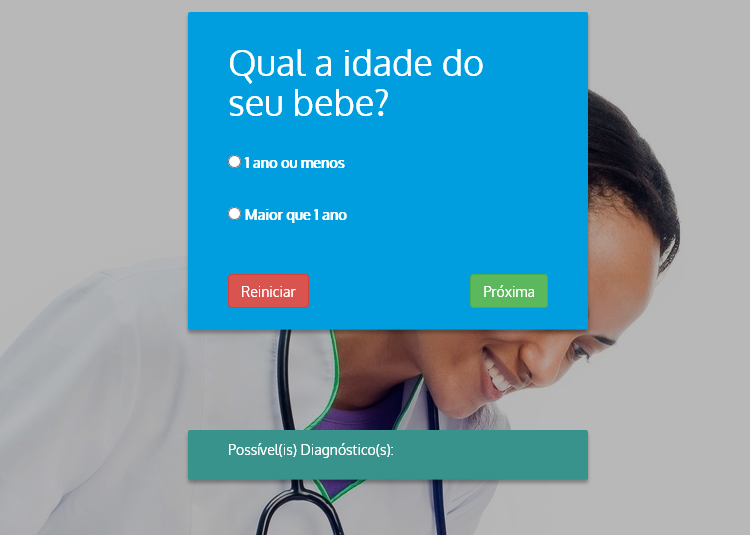 Qual a idade do
seu bebe?
1 ano ou menos
Maior que 1 ano
Reiniciar
Próxima
Possível(is) Diagnóstico(s):